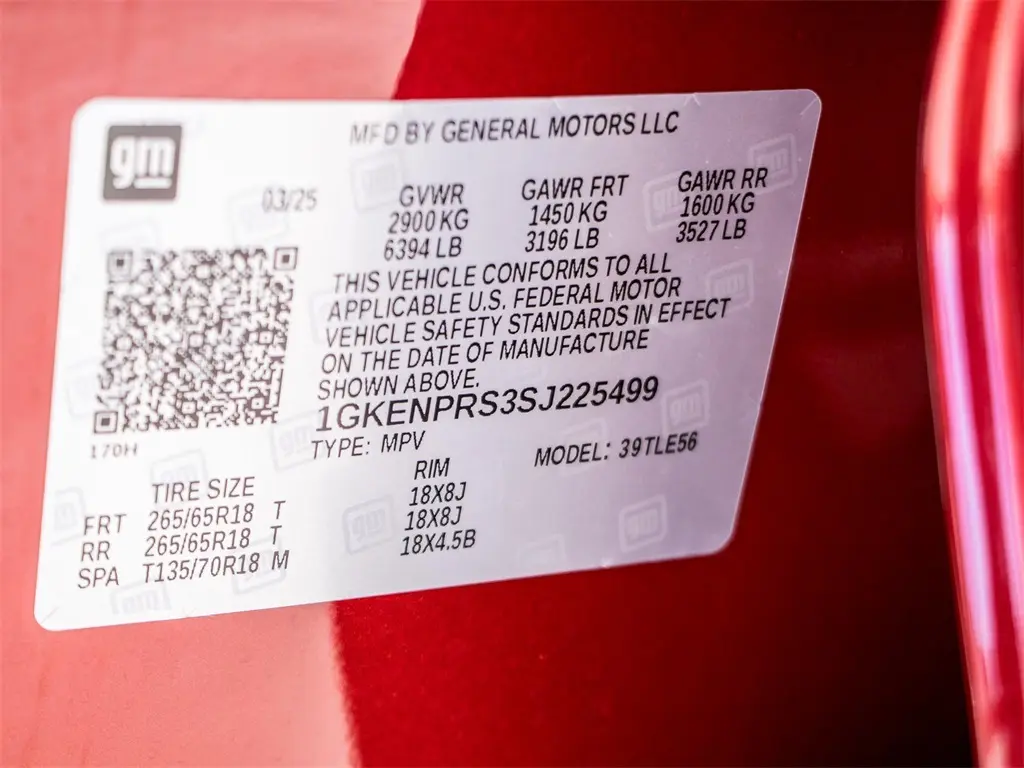 gm
MFD BY GENERAL MOTORS LLC
03/25
GVWR GAWR FRT GAWR RR
2900 KG 1450 KG 1600 KG
6394 LB 3196 LB 3527 LB
THIS VEHICLE CONFORMS TO ALL
APPLICABLE U.S. FEDERAL MOTOR
VEHICLE SAFETY STANDARDS IN EFFECT
ON THE DATE OF MANUFACTURE
SHOWN ABOVE.
1GKENPRS3SJ225499
170H
TYPE: MPV MODEL: 39TLE56
TIRE SIZE RIM
FRT 265/65R18 T 18X8J
RR 265/65R18 T 18X8J
SPA T135/70R18 M 18X4.5B